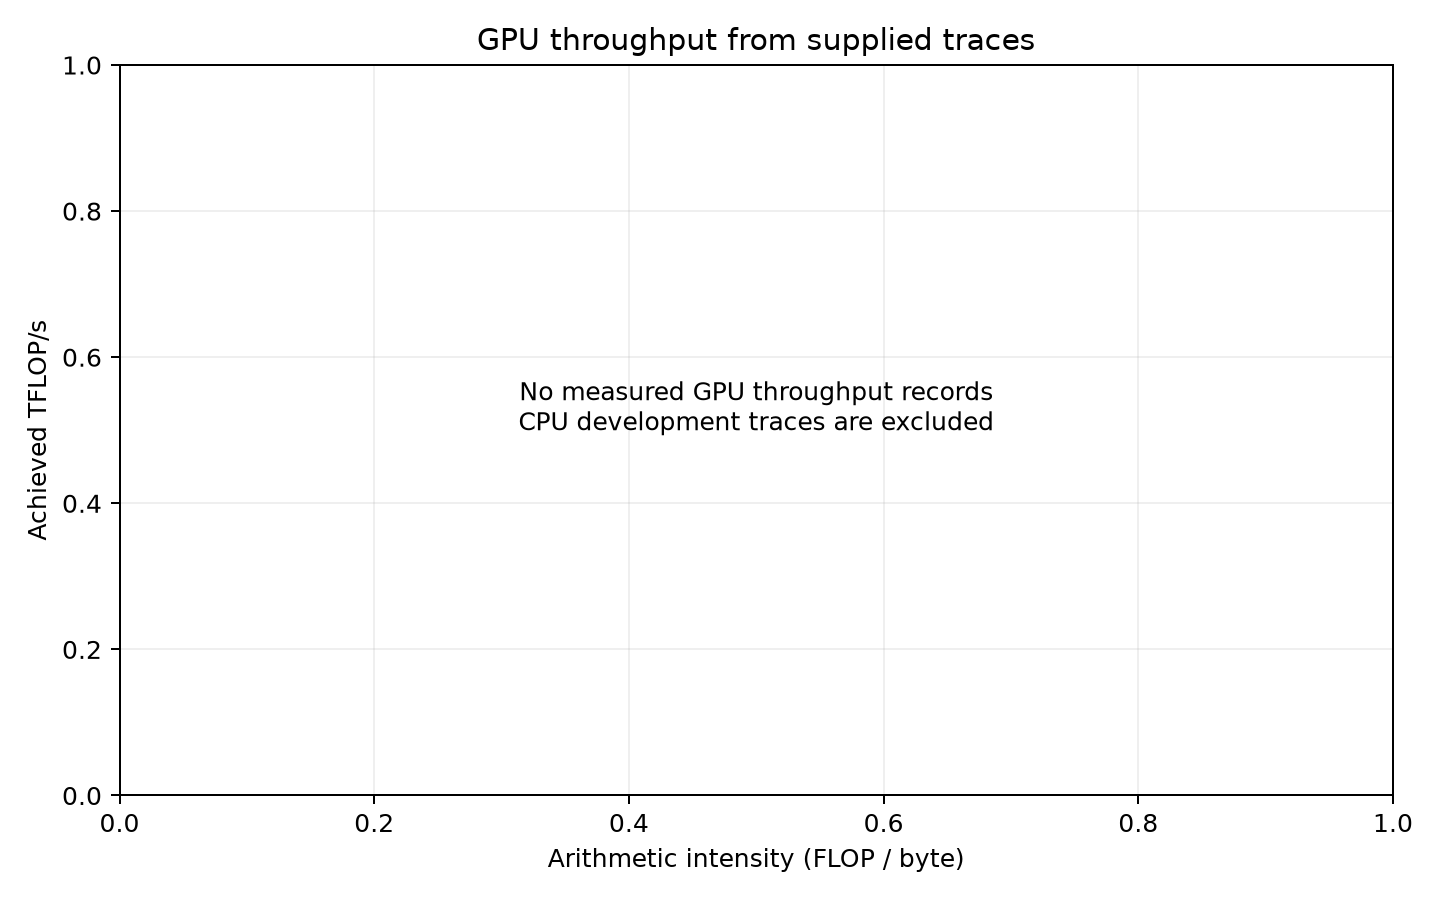 GPU throughput from supplied traces
1.0
0.8
0.6
0.4
0.2
0.0
Achieved TFLOP/s
No measured GPU throughput records
CPU development traces are excluded
0.0 0.2 0.4 0.6 0.8 1.0
Arithmetic intensity (FLOP / byte)